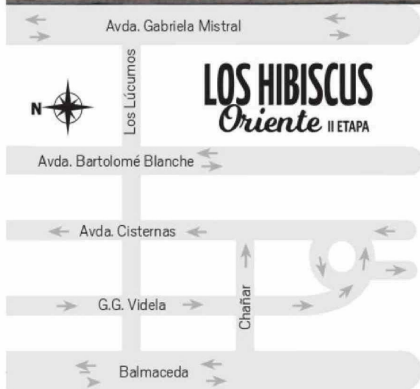 Avda. Gabriela Mistral
Los Lúcumos
N
LOS HIBISCUS
Oriente II ETAPA
Avda. Bartolomé Blanche
Avda. Cisternas
Chañar
G.G. Videla
Balmaceda